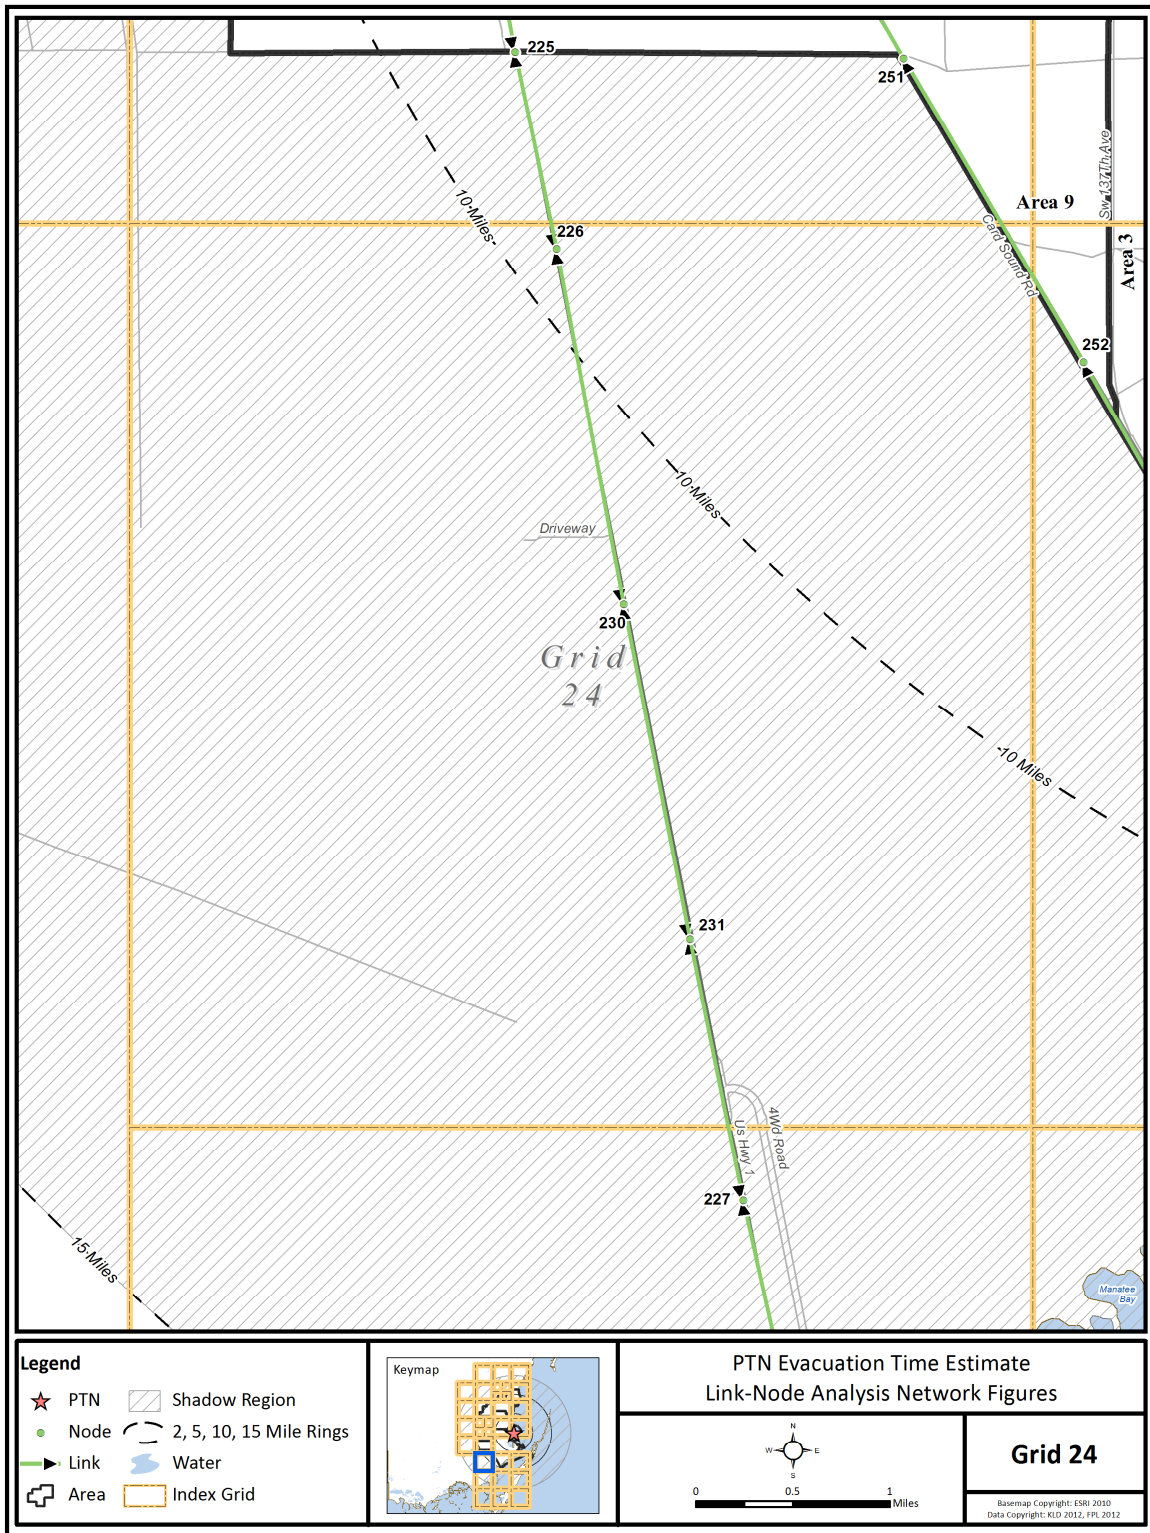 225
251
Sw 137Th Ave
10 Miles
Area 9
226
Card Sound Rd
Area 3
252
10 Miles
Driveway
230
Grid
24
10 Miles
231
4Wd Road
Us Hwy 1
227
15 Miles
Manatee
Bay
Legend
PTN
Shadow Region
Node
2, 5, 10, 15 Mile Rings
Link
Water
Area
Index Grid
Keymap
PTN Evacuation Time Estimate
Link-Node Analysis Network Figures
N
W
E
S
0
0.5
1
Miles
Grid 24
Basemap Copyright: ESRI 2010
Data Copyright: KLD 2012, FPL 2012